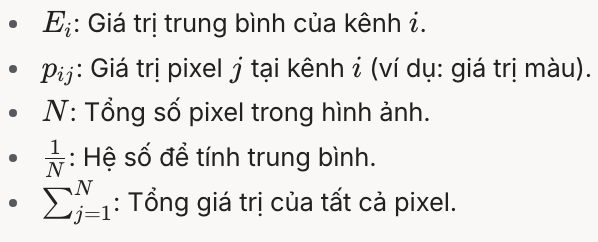 • $E_i$: Giá trị trung bình của kênh $i$.
• $p_{ij}$: Giá trị pixel $j$ tại kênh $i$ (ví dụ: giá trị màu).
• $N$: Tổng số pixel trong hình ảnh.
• $\frac{1}{N}$: Hệ số để tính trung bình.
• $\sum_{j=1}^{N}$: Tổng giá trị của tất cả pixel.